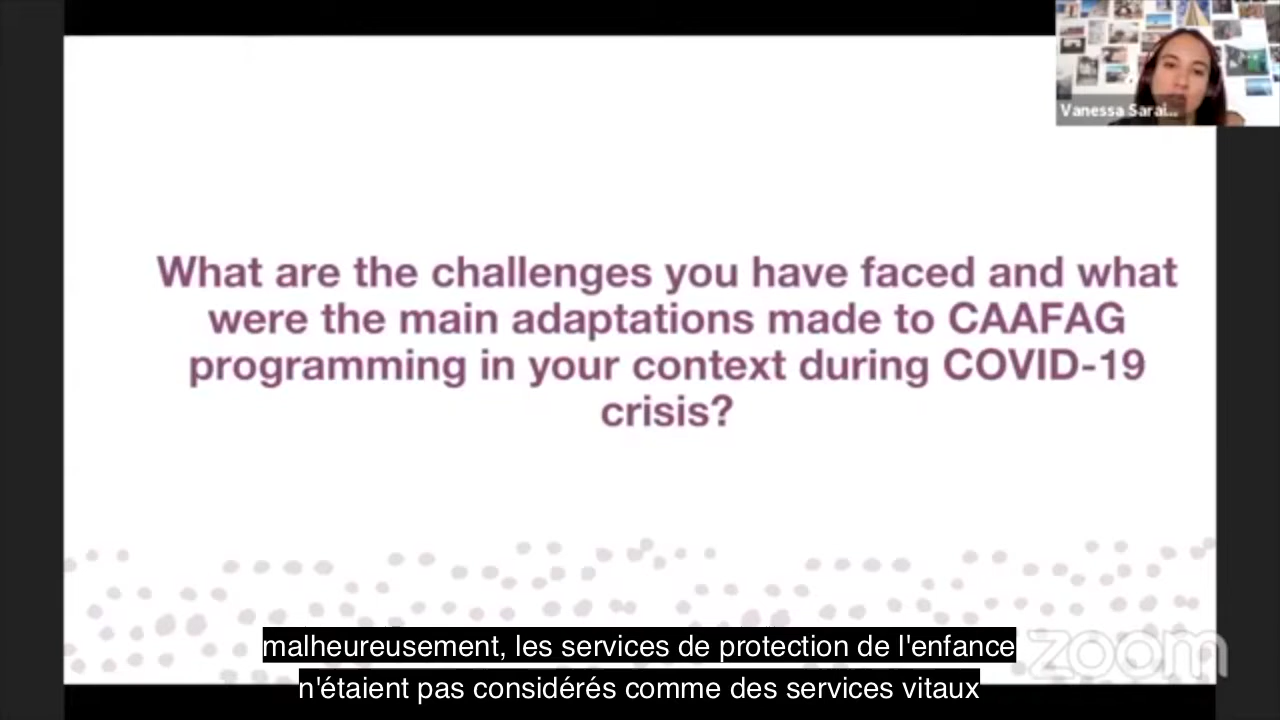 Vanessa Sarai...
What are the challenges you have faced and what
were the main adaptations made to CAAFAG
programming in your context during COVID-19
crisis?
malheureusement, les services de protection de l'enfance
n'étaient pas considérés comme des services vitaux
zoom